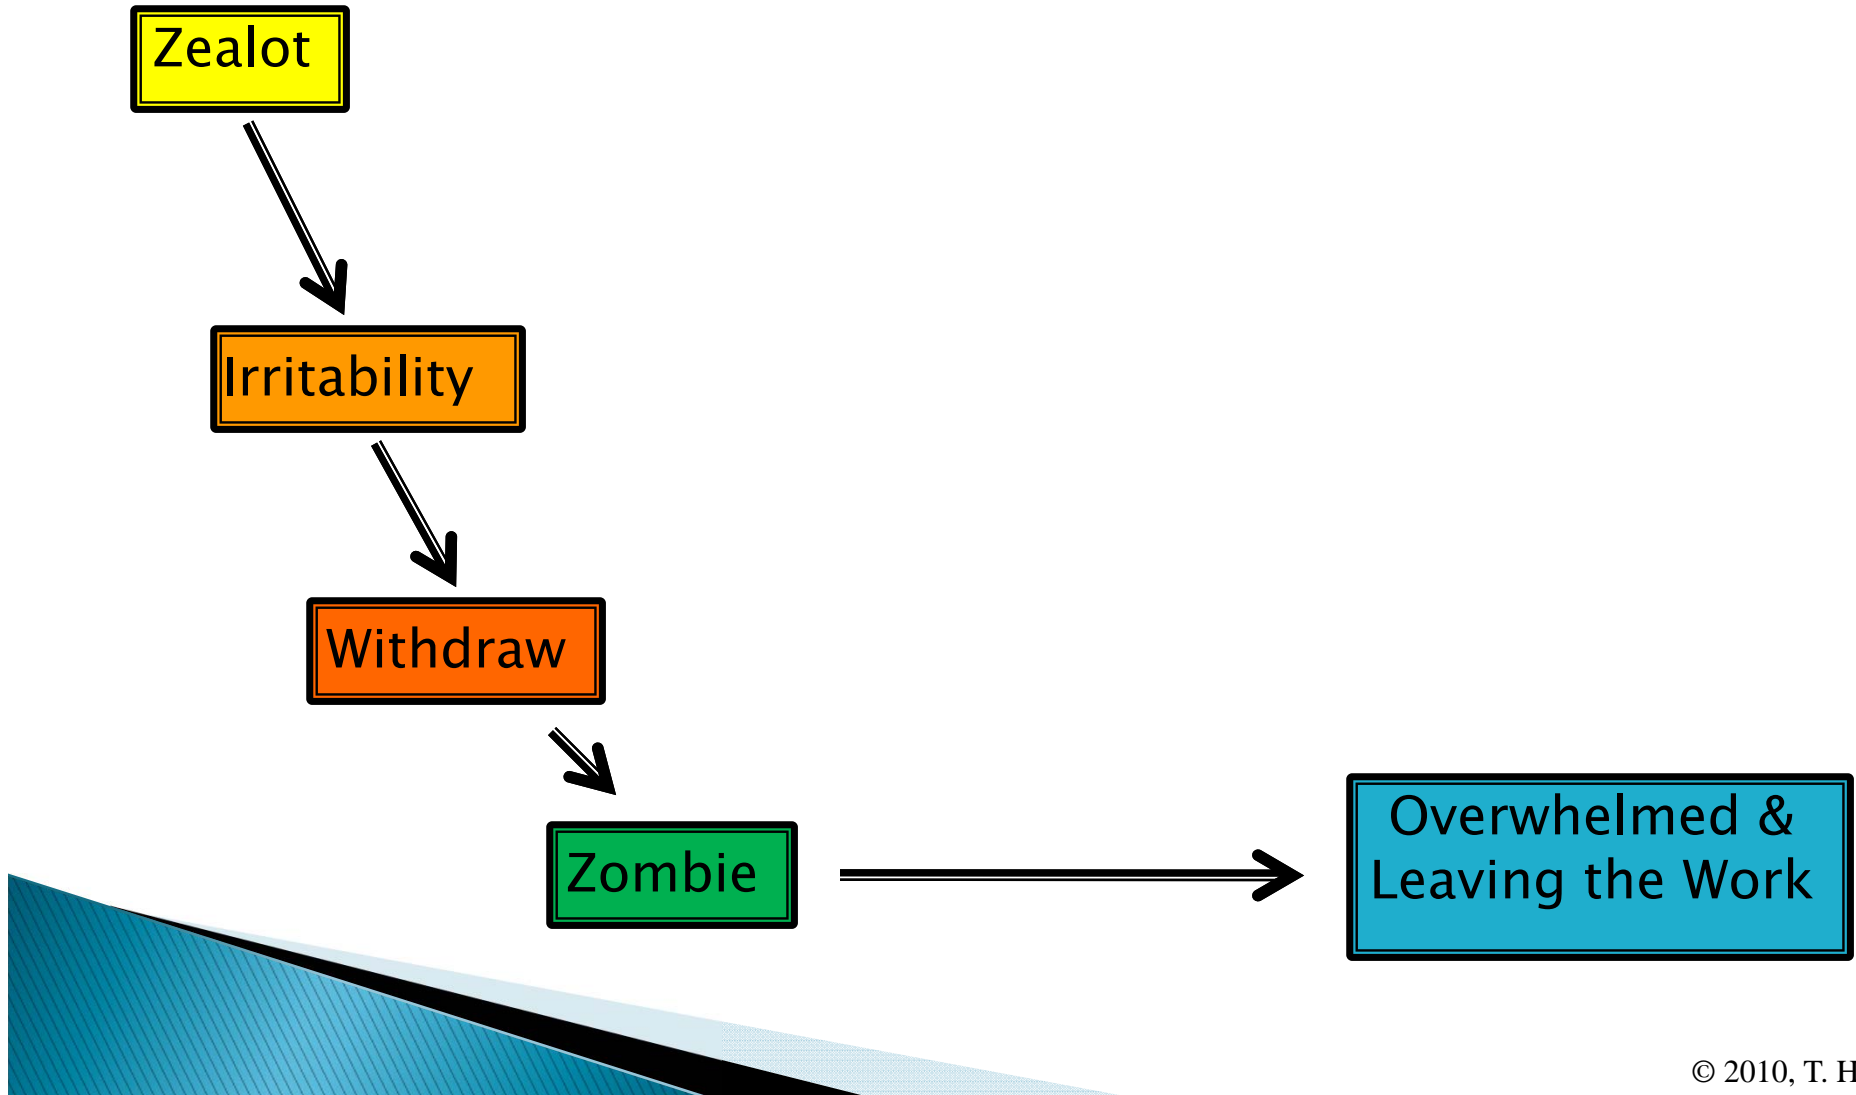 Zealot
Irritability
Withdraw
Zombie
Overwhelmed &
Leaving the Work
© 2010, T. H